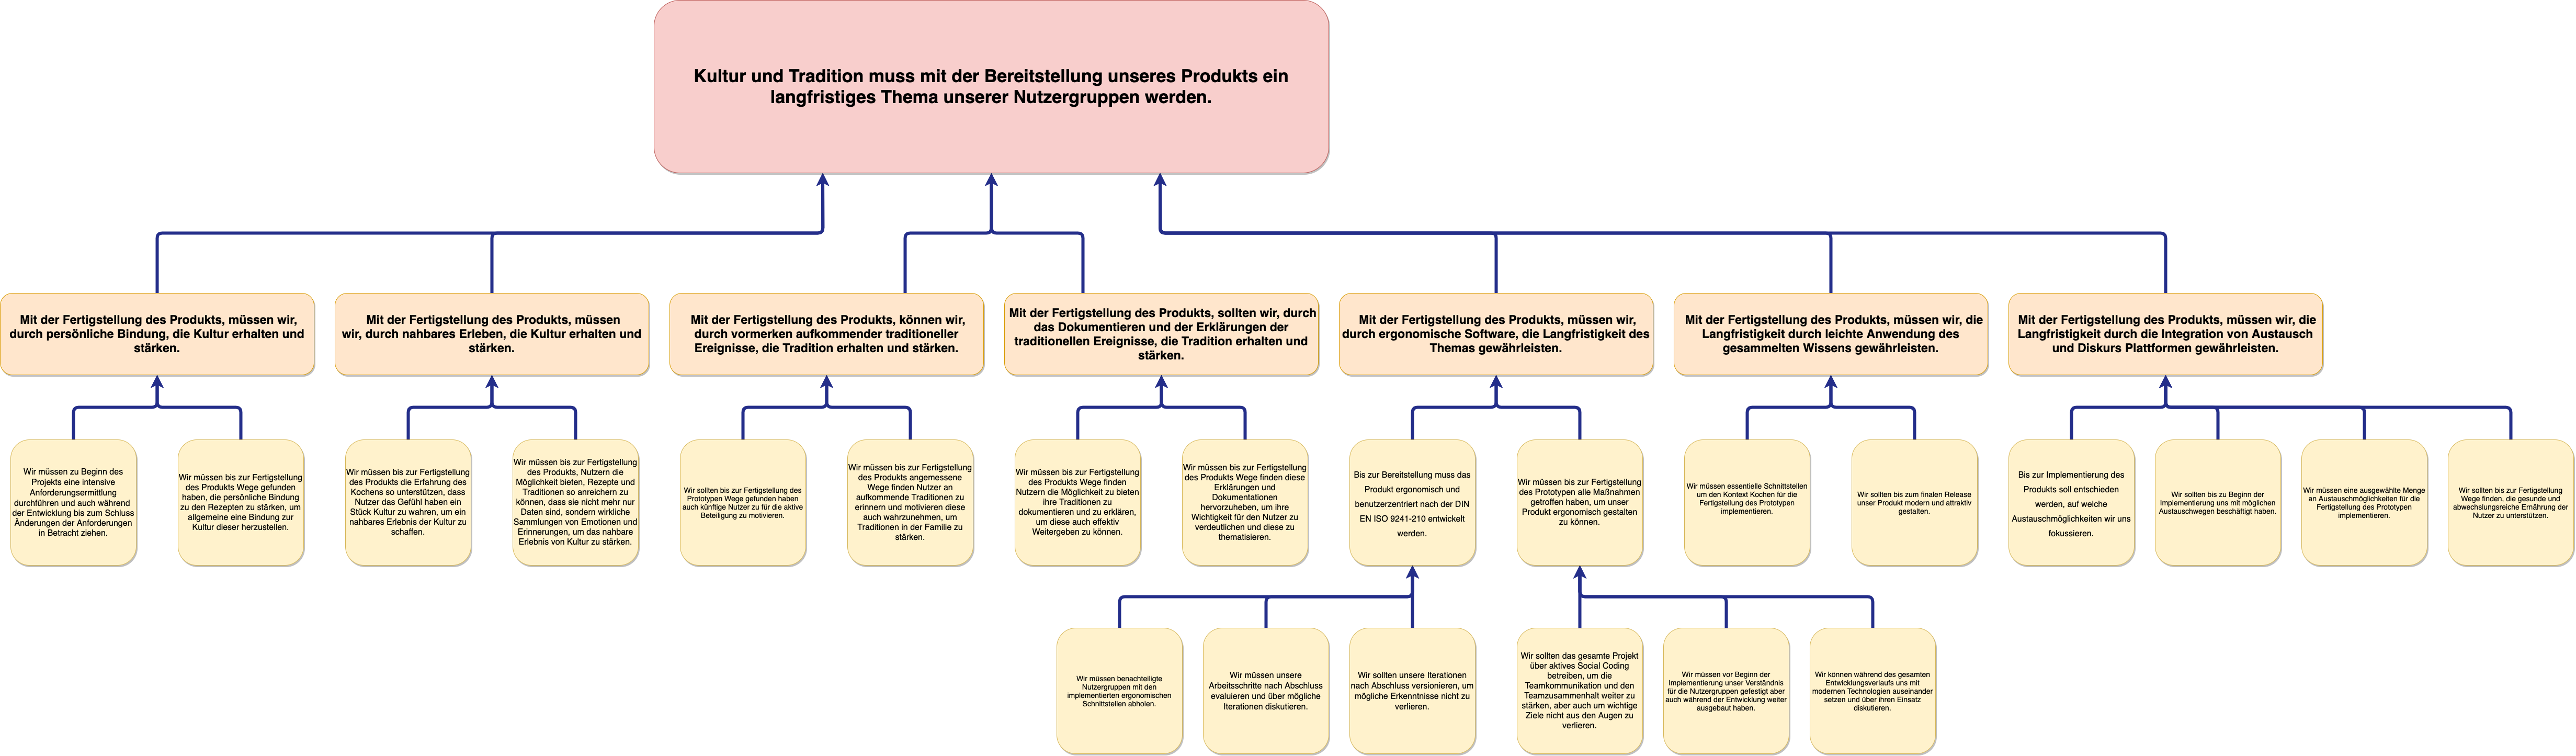 Kultur und Tradition muss mit der Bereitstellung unseres Produkts ein
langfristiges Thema unserer Nutzergruppen werden.
Mit der Fertigstellung des Produkts, müssen wir,
durch persönliche Bindung, die Kultur erhalten und
stärken.
Mit der Fertigstellung des Produkts, müssen
wir, durch nahbares Erleben, die Kultur erhalten und
stärken.
Mit der Fertigstellung des Produkts, können wir,
durch vormerken aufkommender traditioneller
Ereignisse, die Tradition erhalten und stärken.
Mit der Fertigstellung des Produkts, sollten wir, durch
das Dokumentieren und der Erklärungen der
traditionellen Ereignisse, die Tradition erhalten und
stärken.
Mit der Fertigstellung des Produkts, müssen wir,
durch ergonomische Software, die Langfristigkeit des
Themas gewährleisten.
Mit der Fertigstellung des Produkts, müssen wir, die
Langfristigkeit durch leichte Anwendung des
gesammelten Wissens gewährleisten.
Mit der Fertigstellung des Produkts, müssen wir, die
Langfristigkeit durch die Integration von Austausch
und Diskurs Plattformen gewährleisten.
Wir müssen zu Beginn des
Projekts eine intensive
Anforderungsermittlung
durchführen und auch während
der Entwicklung bis zum Schluss
Änderungen der Anforderungen
in Betracht ziehen.
Wir müssen bis zur Fertigstellung
des Produkts Wege gefunden
haben, die persönliche Bindung
zu den Rezepten zu stärken, um
allgemeine eine Bindung zur
Kultur dieser herzustellen.
Wir müssen bis zur Fertigstellung
des Produkts die Erfahrung des
Kochens so unterstützen, dass
Nutzer das Gefühl haben ein
Stück Kultur zu wahren, um ein
nahbares Erlebnis der Kultur zu
schaffen.
Wir müssen bis zur Fertigstellung
des Produkts, Nutzern die
Möglichkeit bieten, Rezepte und
Traditionen so anreichern zu
können, dass sie nicht mehr nur
Daten sind, sondern wirkliche
Sammlungen von Emotionen und
Erinnerungen, um das nahbare
Erlebnis von Kultur zu stärken.
Wir sollten bis zur Fertigstellung des
Prototypen Wege gefunden haben
auch künftige Nutzer zu für die aktive
Beteiligung zu motivieren.
Wir müssen bis zur Fertigstellung
des Produkts angemessene
Wege finden Nutzer an
aufkommende Traditionen zu
erinnern und motivieren diese
auch wahrzunehmen, um
Traditionen in der Familie zu
stärken.
Wir müssen bis zur Fertigstellung
des Produkts Wege finden
Nutzern die Möglichkeit zu bieten
ihre Traditionen zu
dokumentieren und zu erklären,
um diese auch effektiv
Weitergeben zu können.
Wir müssen bis zur Fertigstellung
des Produkts Wege finden diese
Erklärungen und
Dokumentationen
hervorzuheben, um ihre
Wichtigkeit für den Nutzer zu
verdeutlichen und diese zu
thematisieren.
Bis zur Bereitstellung muss das
Produkt ergonomisch und
benutzerzentriert nach der DIN
EN ISO 9241-210 entwickelt
werden.
Wir müssen bis zur Fertigstellung
des Prototypen alle Maßnahmen
getroffen haben, um unser
Produkt ergonomisch gestalten
zu können.
Wir müssen essentielle Schnittstellen
um den Kontext Kochen für die
Fertigstellung des Prototypen
implementieren.
Wir sollten bis zum finalen Release
unser Produkt modern und attraktiv
gestalten.
Bis zur Implementierung des
Produkts soll entschieden
werden, auf welche
Austauschmöglichkeiten wir uns
fokussieren.
Wir sollten bis zu Beginn der
Implementierung uns mit möglichen
Austauschwegen beschäftigt haben.
Wir müssen eine ausgewählte Menge
an Austauschmöglichkeiten für die
Fertigstellung des Prototypen
implementieren.
Wir sollten bis zur Fertigstellung
Wege finden, die gesunde und
abwechslungsreiche Ernährung der
Nutzer zu unterstützen.
Wir müssen benachteiligte
Nutzergruppen mit den
implementierten ergonomischen
Schnittstellen abholen.
Wir müssen unsere
Arbeitsschritte nach Abschluss
evaluieren und über mögliche
Iterationen diskutieren.
Wir sollten unsere Iterationen
nach Abschluss versionieren, um
mögliche Erkenntnisse nicht zu
verlieren.
Wir sollten das gesamte Projekt
über aktives Social Coding
betreiben, um die
Teamkommunikation und den
Teamzusammenhalt weiter zu
stärken, aber auch um wichtige
Ziele nicht aus den Augen zu
verlieren.
Wir müssen vor Beginn der
Implementierung unser Verständnis
für die Nutzergruppen gefestigt aber
auch während der Entwicklung weiter
ausgebaut haben.
Wir können während des gesamten
Entwicklungsverlaufs uns mit
modernen Technologien auseinander
setzen und über ihren Einsatz
diskutieren.